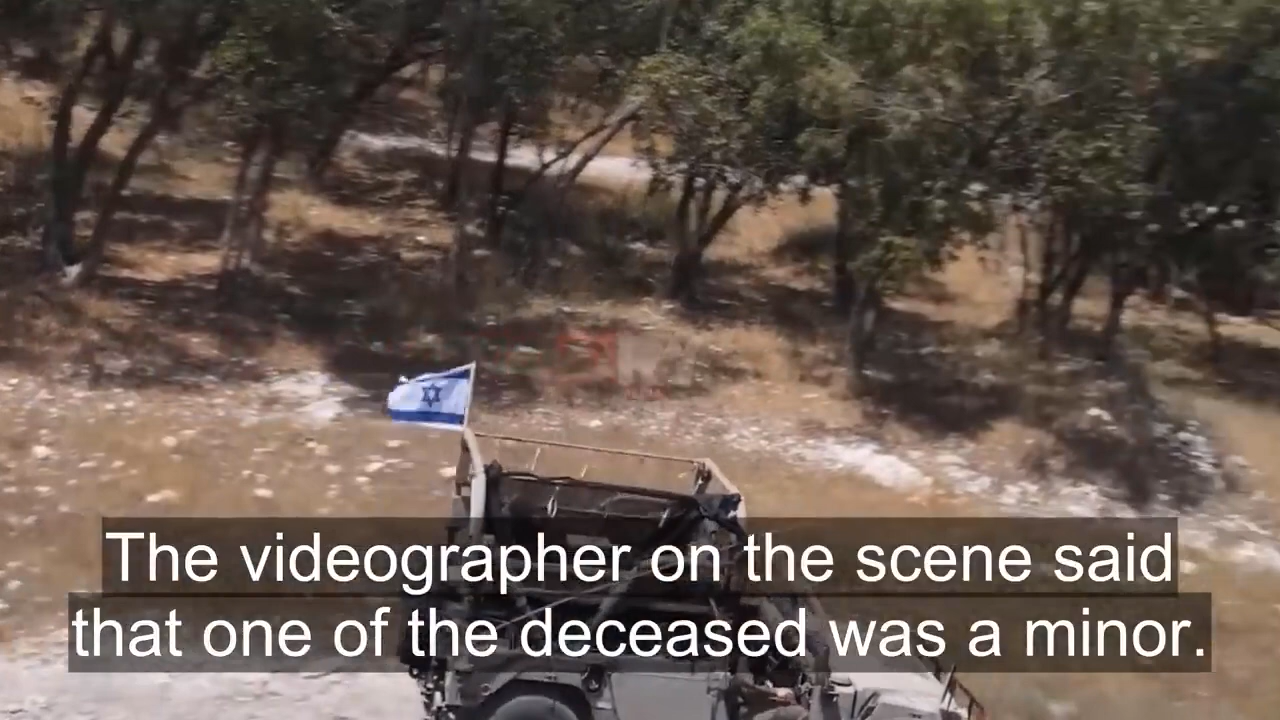 The videographer on the scene said
that one of the deceased was a minor.